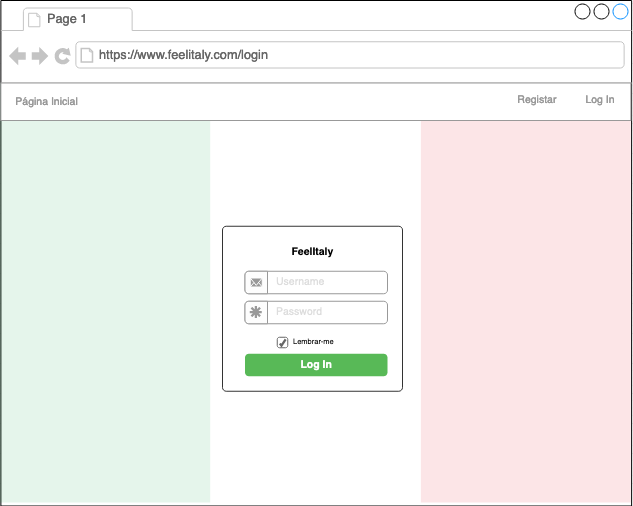 Page 1
https://www.feelitaly.com/login
Página Inicial
Registar
Log In
FeelItaly
Username
Password
Lembrar-me
Log In